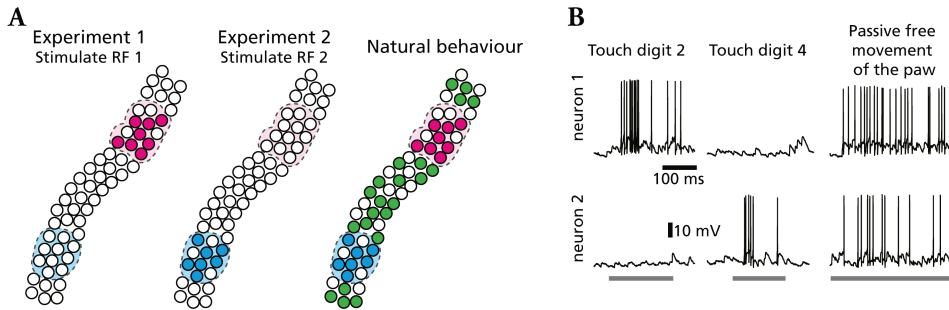 A
Experiment 1
Stimulate RF 1
Experiment 2
Stimulate RF 2
Natural behaviour
B
Touch digit 2
Touch digit 4
Passive free
movement
of the paw
neuron 1
100 ms
neuron 2
10 mV